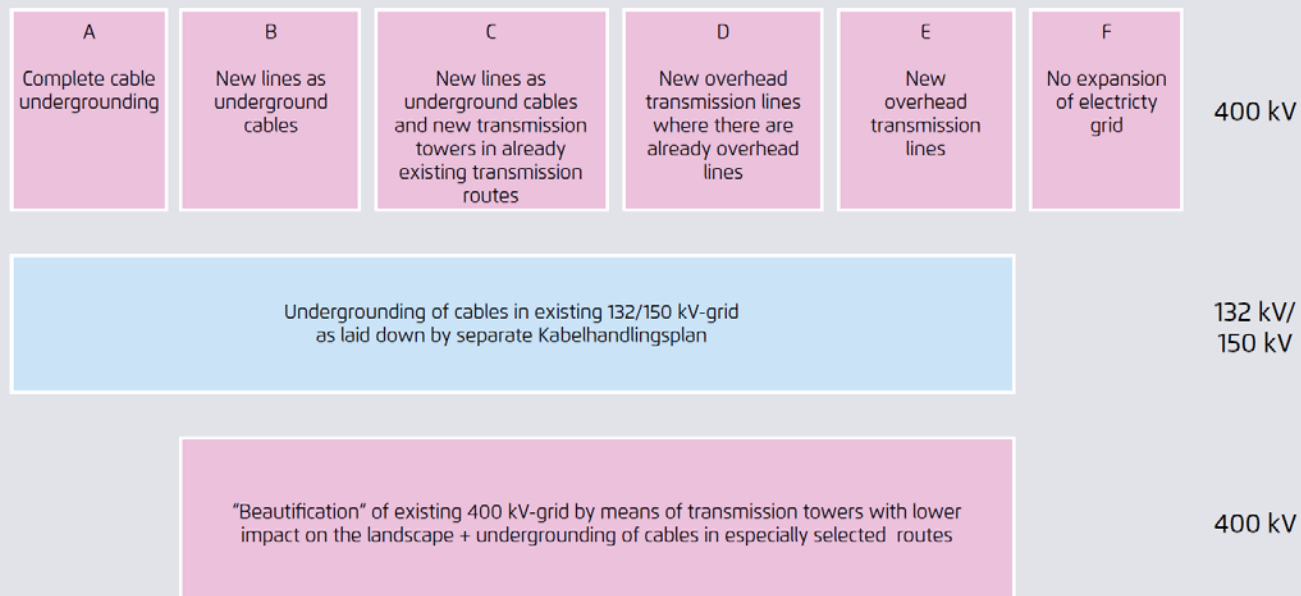 A
Complete cable
undergrounding
B
New lines as
underground
cables
C
New lines as
underground cables
and new transmission
towers in already
existing transmission
routes
D
New overhead
transmission lines
where there are
already overhead
lines
E
New
overhead
transmission
lines
F
No expansion
of electricty
grid
400 kV
Undergrounding of cables in existing 132/150 kV-grid
as laid down by separate Kabelhandlingsplan
132 kV/
150 kV
"Beautification" of existing 400 kV-grid by means of transmission towers with lower
impact on the landscape + undergrounding of cables in especially selected routes
400 kV